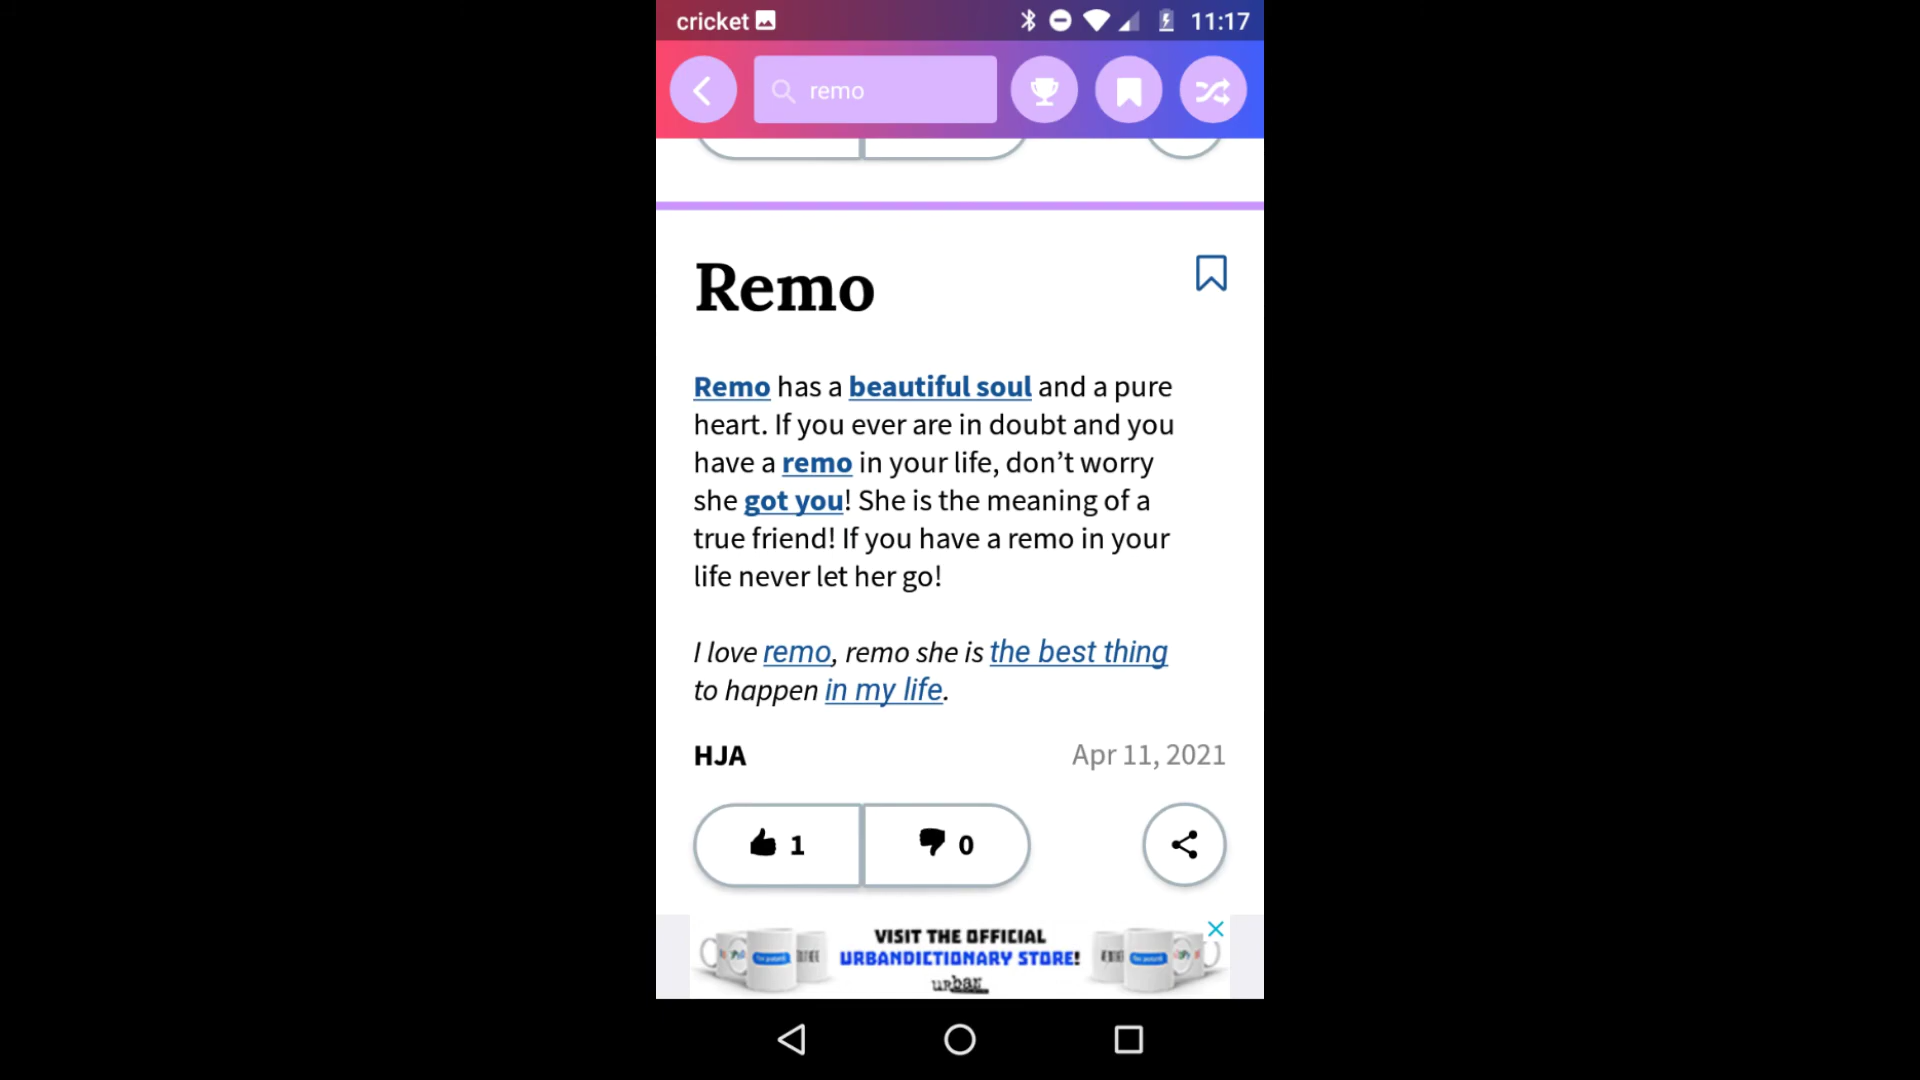 cricket 11:17
remo
Remo
Remo has a beautiful soul and a pure
heart. If you ever are in doubt and you
have a remo in your life, don’t worry
she got you! She is the meaning of a
true friend! If you have a remo in your
life never let her go!
I love remo, remo she is the best thing
to happen in my life.
HJA Apr 11, 2021
1 0
VISIT THE OFFICIAL
URBANDICTIONARY STORE!
urban